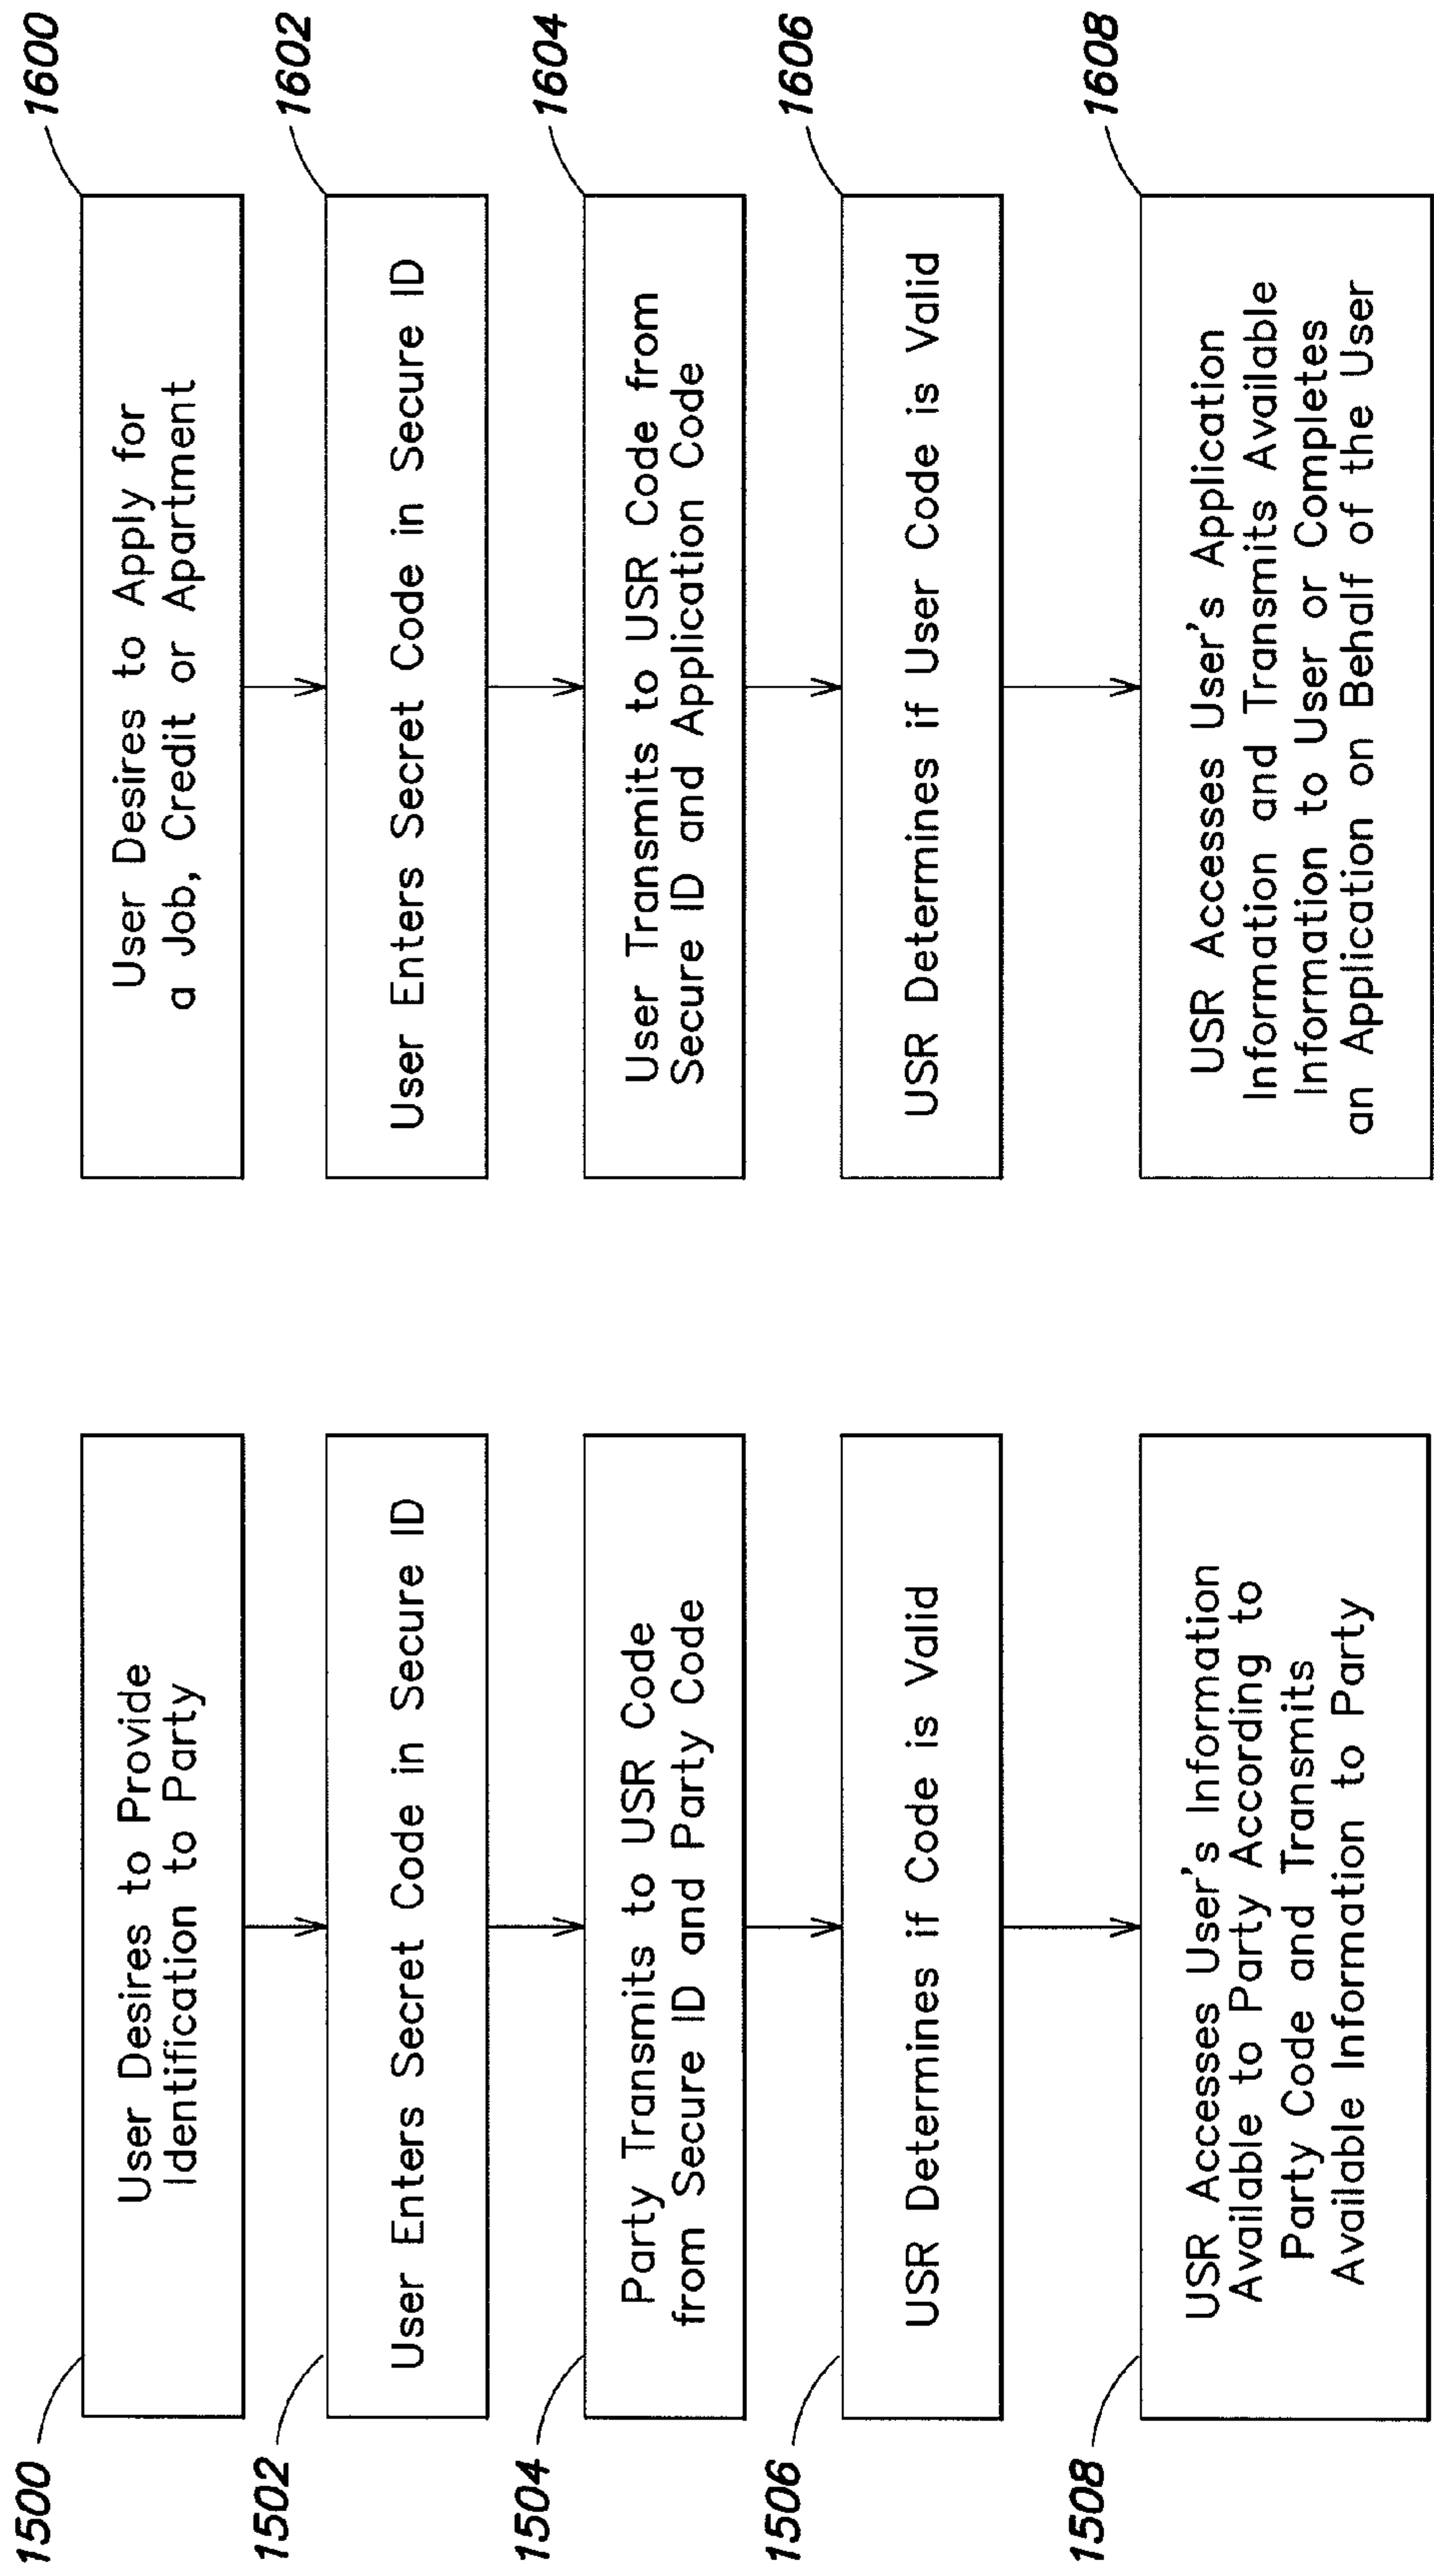 1500
User Desires to Provide
Identification to Party
1502
User Enters Secret Code in Secure ID
1504
Party Transmits to USR Code
from Secure ID and Party Code
1506
USR Determines if Code is Valid
1508
USR Accesses User's Information
Available to Party According to
Party Code and Transmits
Available Information to Party
1600
User Desires to Apply for
a Job, Credit or Apartment
1602
User Enters Secret Code in Secure ID
1604
User Transmits to USR Code from
Secure ID and Application Code
1606
USR Determines if User Code is Valid
1608
USR Accesses User's Application
Information and Transmits Available
Information to User or Completes
an Application on Behalf of the User